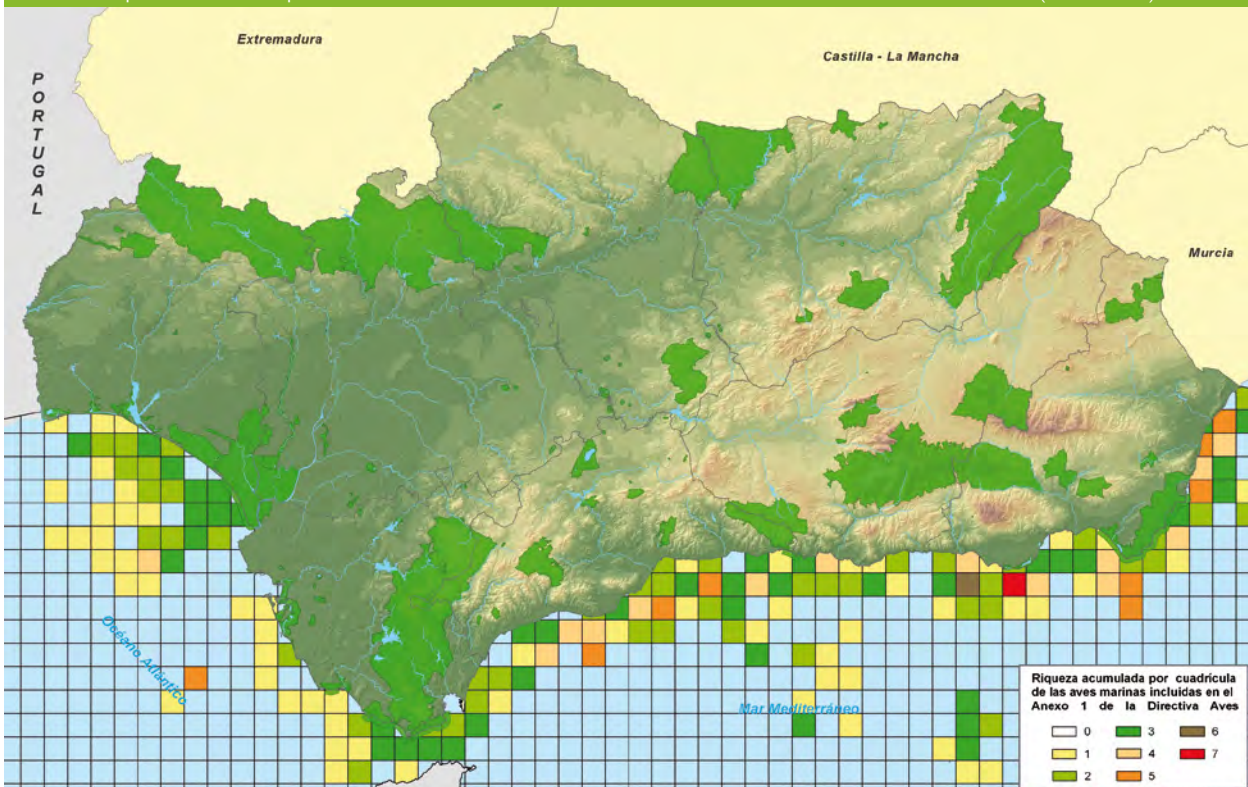 Extremadura
Castilla - La Mancha
PORTUGAL
Murcia
Océano Atlántico
Mar Mediterráneo
Riqueza acumulada por cuadrícula
de las aves marinas incluidas en el
Anexo 1 de la Directiva Aves
0 3 6
1 4 7
2 5